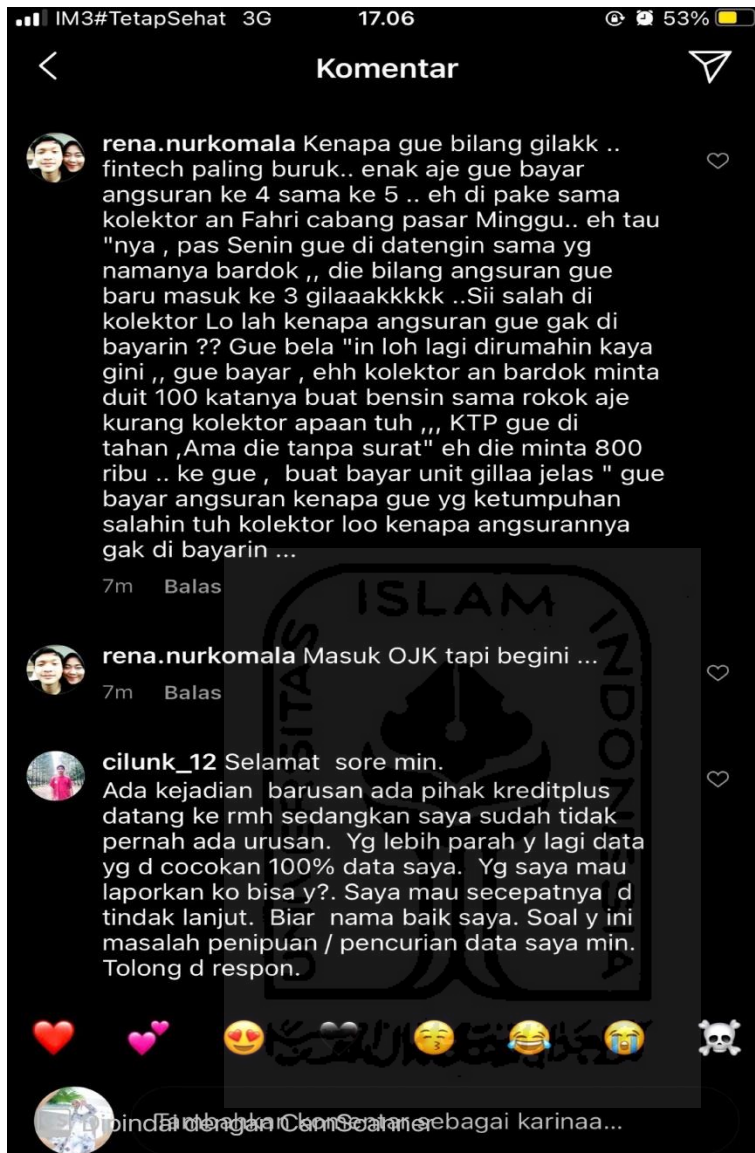 IM3#TetapSehat 3G 17.06 53%
Komentar
rena.nurkomala Kenapa gue bilang gilakk ..
fintech paling buruk.. enak aje gue bayar
angsuran ke 4 sama ke 5 .. eh di pake sama
kolektor an Fahri cabang pasar Minggu.. eh tau
"nya , pas Senin gue di datengin sama yg
namanya bardok ,, die bilang angsuran gue
baru masuk ke 3 gilaaakkkkk ..Sii salah di
kolektor Lo lah kenapa angsuran gue gak di
bayarin ?? Gue bela "in loh lagi dirumahin kaya
gini ,, gue bayar , ehh kolektor an bardok minta
duit 100 katanya buat bensin sama rokok aje
kurang kolektor apaan tuh ,,, KTP gue di
tahan ,Ama die tanpa surat" eh die minta 800
ribu .. ke gue , buat bayar unit gillaa jelas " gue
bayar angsuran kenapa gue yg ketumpuhan
salahin tuh kolektor loo kenapa angsurannya
gak di bayarin ...
7m Balas
rena.nurkomala Masuk OJK tapi begini ...
7m Balas
cilunk_12 Selamat sore min.
Ada kejadian barusan ada pihak kreditplus
datang ke rmh sedangkan saya sudah tidak
pernah ada urusan. Yg lebih parah y lagi data
yg d cocokan 100% data saya. Yg saya mau
laporkan ko bisa y?. Saya mau secepatnya d
tindak lanjut. Biar nama baik saya. Soal y ini
masalah penipuan / pencurian data saya min.
Tolong d respon.
UNIVERSITAS ISLAM INDONESIA
Tambahkan komentar sebagai karinaa...
Dipindai dengan CamScanner